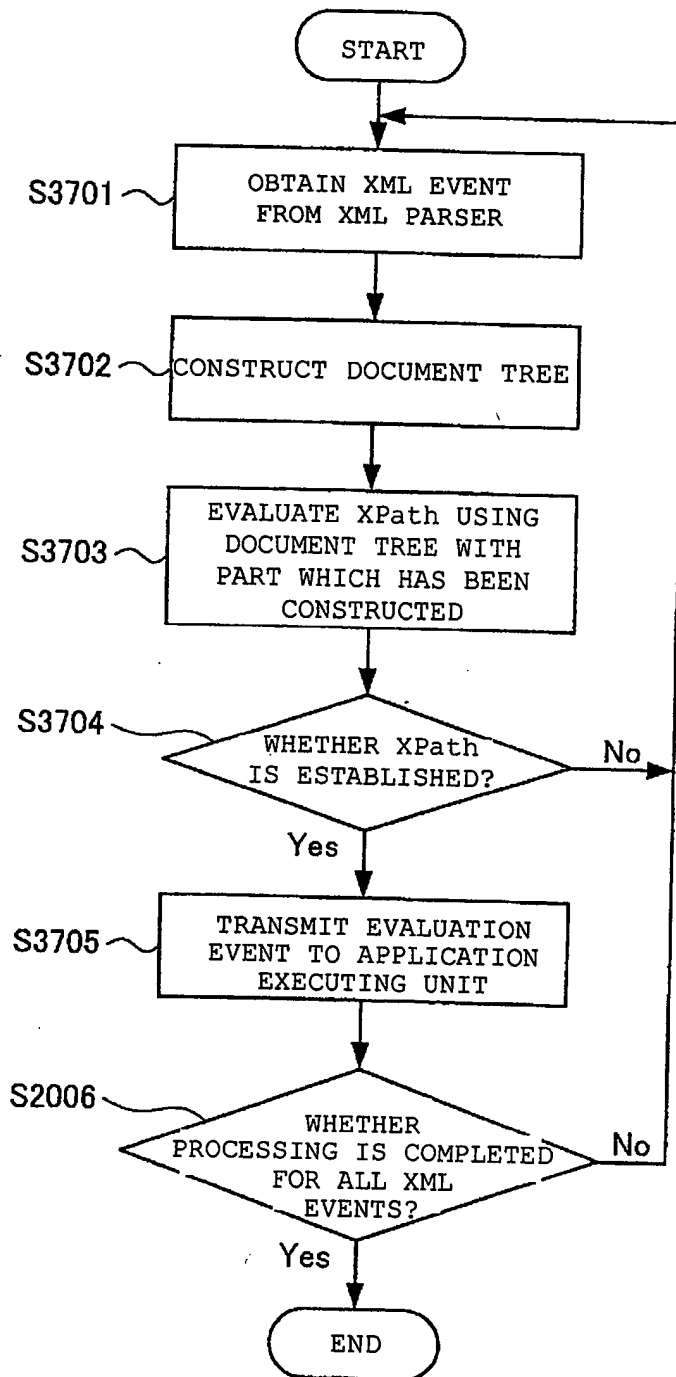 START
S3701
OBTAIN XML EVENT
FROM XML PARSER
S3702
CONSTRUCT DOCUMENT TREE
S3703
EVALUATE XPath USING
DOCUMENT TREE WITH
PART WHICH HAS BEEN
CONSTRUCTED
S3704
WHETHER XPath
IS ESTABLISHED?
No
Yes
S3705
TRANSMIT EVALUATION
EVENT TO APPLICATION
EXECUTING UNIT
S2006
WHETHER
PROCESSING IS COMPLETED
FOR ALL XML
EVENTS?
No
Yes
END